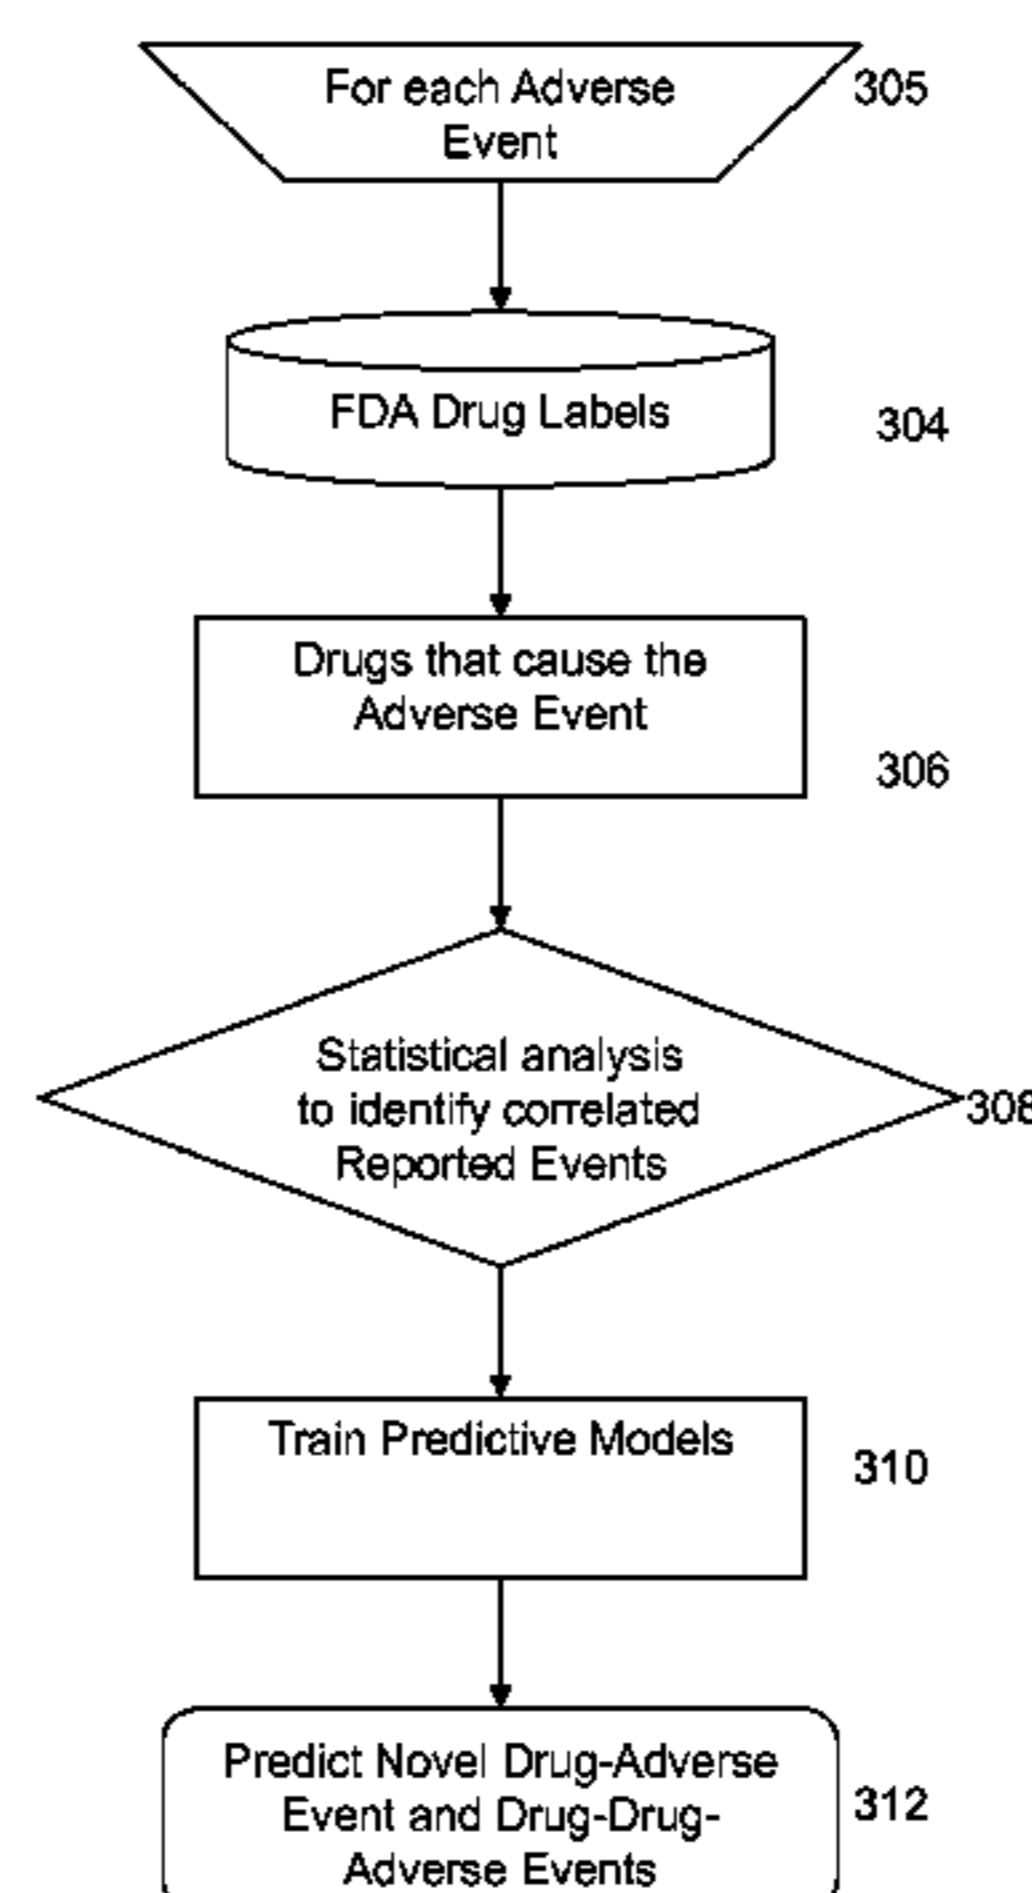 For each Adverse
Event
305
FDA Drug Labels
304
Drugs that cause the
Adverse Event
306
Statistical analysis
to identify correlated
Reported Events
308
Train Predictive Models
310
Predict Novel Drug-Adverse
Event and Drug-Drug-
Adverse Events
312